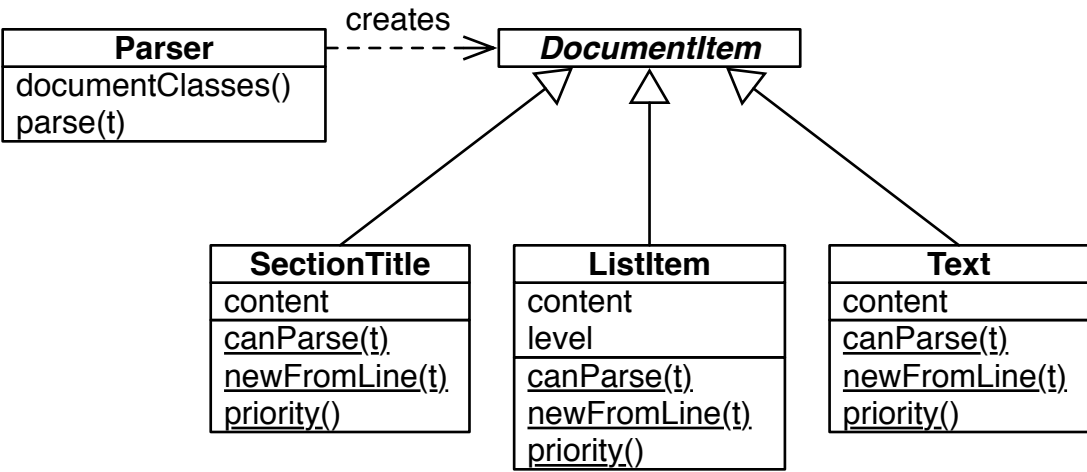 creates
Parser
documentClasses()
parse(t)
DocumentItem
SectionTitle
content
canParse(t)
newFromLine(t)
priority()
ListItem
content
level
canParse(t)
newFromLine(t)
priority()
Text
content
canParse(t)
newFromLine(t)
priority()